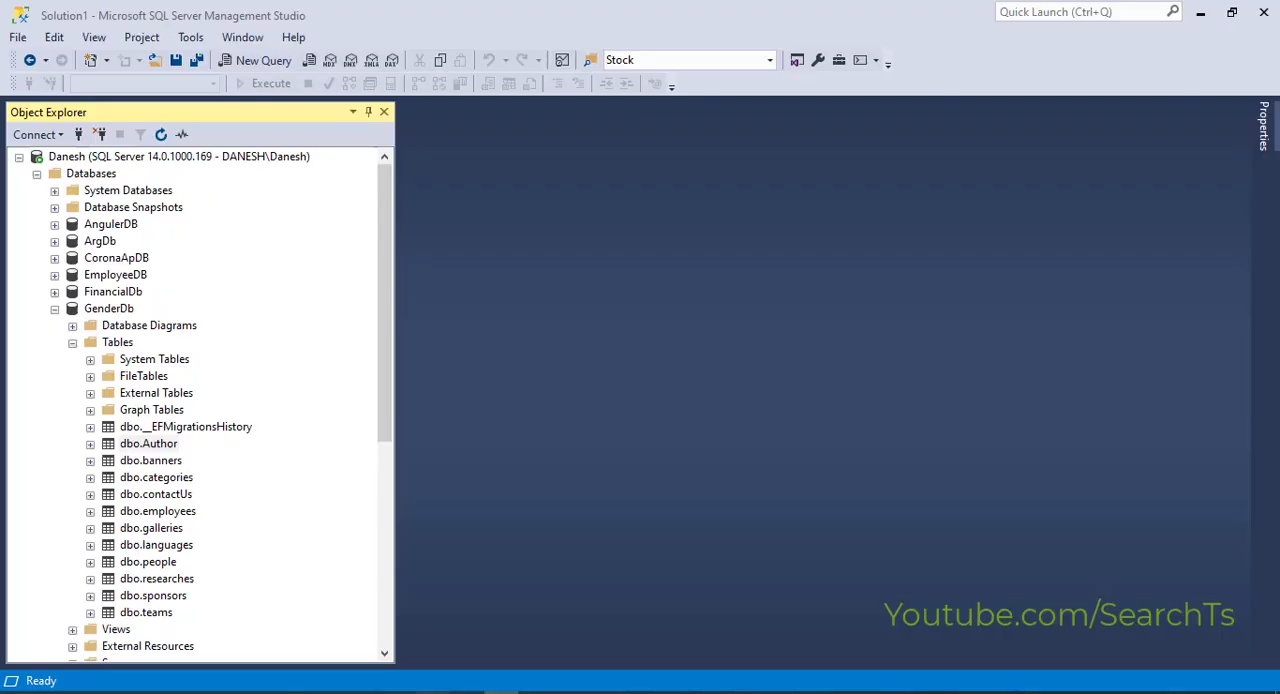 Solution1 - Microsoft SQL Server Management Studio
Quick Launch (Ctrl+Q)
File Edit View Project Tools Window Help
New Query
MDX
DMX
XMLA
DAX
Stock
Execute
Object Explorer
Properties
Connect
Danesh (SQL Server 14.0.1000.169 - DANESH\Danesh)
Databases
System Databases
Database Snapshots
AngulerDB
ArgDb
CoronaApDB
EmployeeDB
FinancialDb
GenderDb
Database Diagrams
Tables
System Tables
FileTables
External Tables
Graph Tables
dbo.__EFMigrationsHistory
dbo.Author
dbo.banners
dbo.categories
dbo.contactUs
dbo.employees
dbo.galleries
dbo.languages
dbo.people
dbo.researches
dbo.sponsors
dbo.teams
Views
External Resources
Youtube.com/SearchTs
Ready